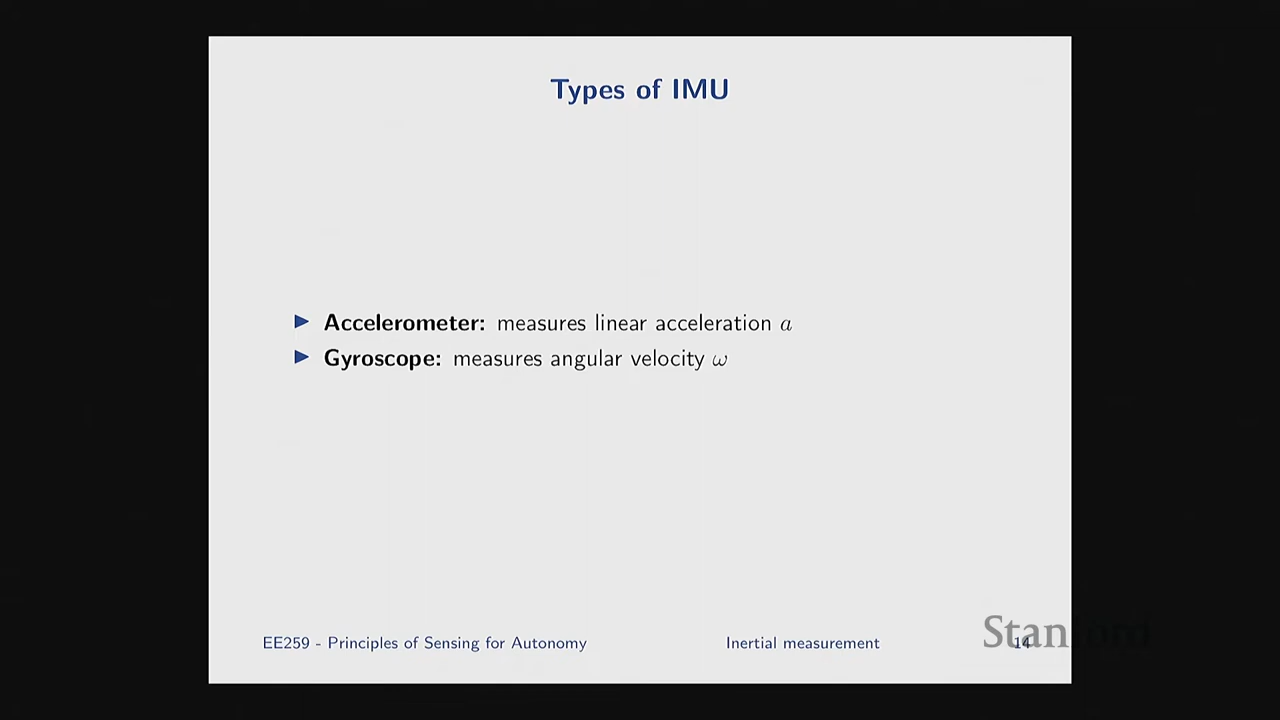 Types of IMU
▶ Accelerometer: measures linear acceleration a
▶ Gyroscope: measures angular velocity ω
EE259 - Principles of Sensing for Autonomy Inertial measurement 14
Stanford